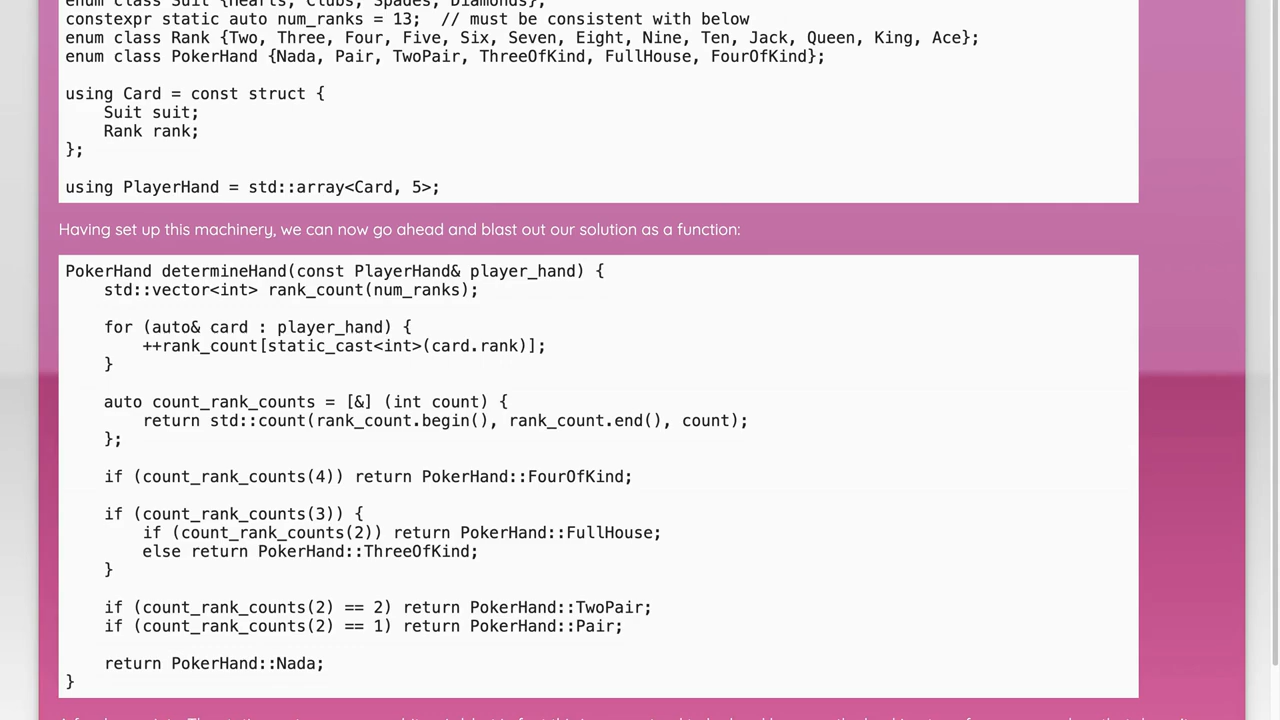 enum class Suit {Hearts, Clubs, Spades, Diamonds};
constexpr static auto num_ranks = 13;  // must be consistent with below
enum class Rank {Two, Three, Four, Five, Six, Seven, Eight, Nine, Ten, Jack, Queen, King, Ace};
enum class PokerHand {Nada, Pair, TwoPair, ThreeOfKind, FullHouse, FourOfKind};
using Card = const struct {
    Suit suit;
    Rank rank;
};
using PlayerHand = std::array<Card, 5>;
Having set up this machinery, we can now go ahead and blast out our solution as a function:
PokerHand determineHand(const PlayerHand& player_hand) {
    std::vector<int> rank_count(num_ranks);
    for (auto& card : player_hand) {
        ++rank_count[static_cast<int>(card.rank)];
    }
    auto count_rank_counts = [&] (int count) {
        return std::count(rank_count.begin(), rank_count.end(), count);
    };
    if (count_rank_counts(4)) return PokerHand::FourOfKind;
    if (count_rank_counts(3)) {
        if (count_rank_counts(2)) return PokerHand::FullHouse;
        else return PokerHand::ThreeOfKind;
    }
    if (count_rank_counts(2) == 2) return PokerHand::TwoPair;
    if (count_rank_counts(2) == 1) return PokerHand::Pair;
    return PokerHand::Nada;
}